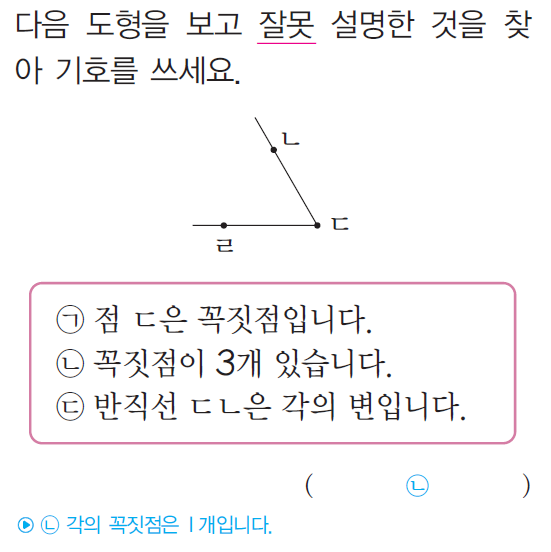 다음 도형을 보고 잘못 설명한 것을 찾
아 기호를 쓰세요.
ㄴ
ㄷ
ㄹ
㉠ 점 ㄷ은 꼭짓점입니다.
㉡ 꼭짓점이 3개 있습니다.
㉢ 반직선 ㄷㄴ은 각의 변입니다.
( ㉡ )
▶ ㉡ 각의 꼭짓점은 1개입니다.